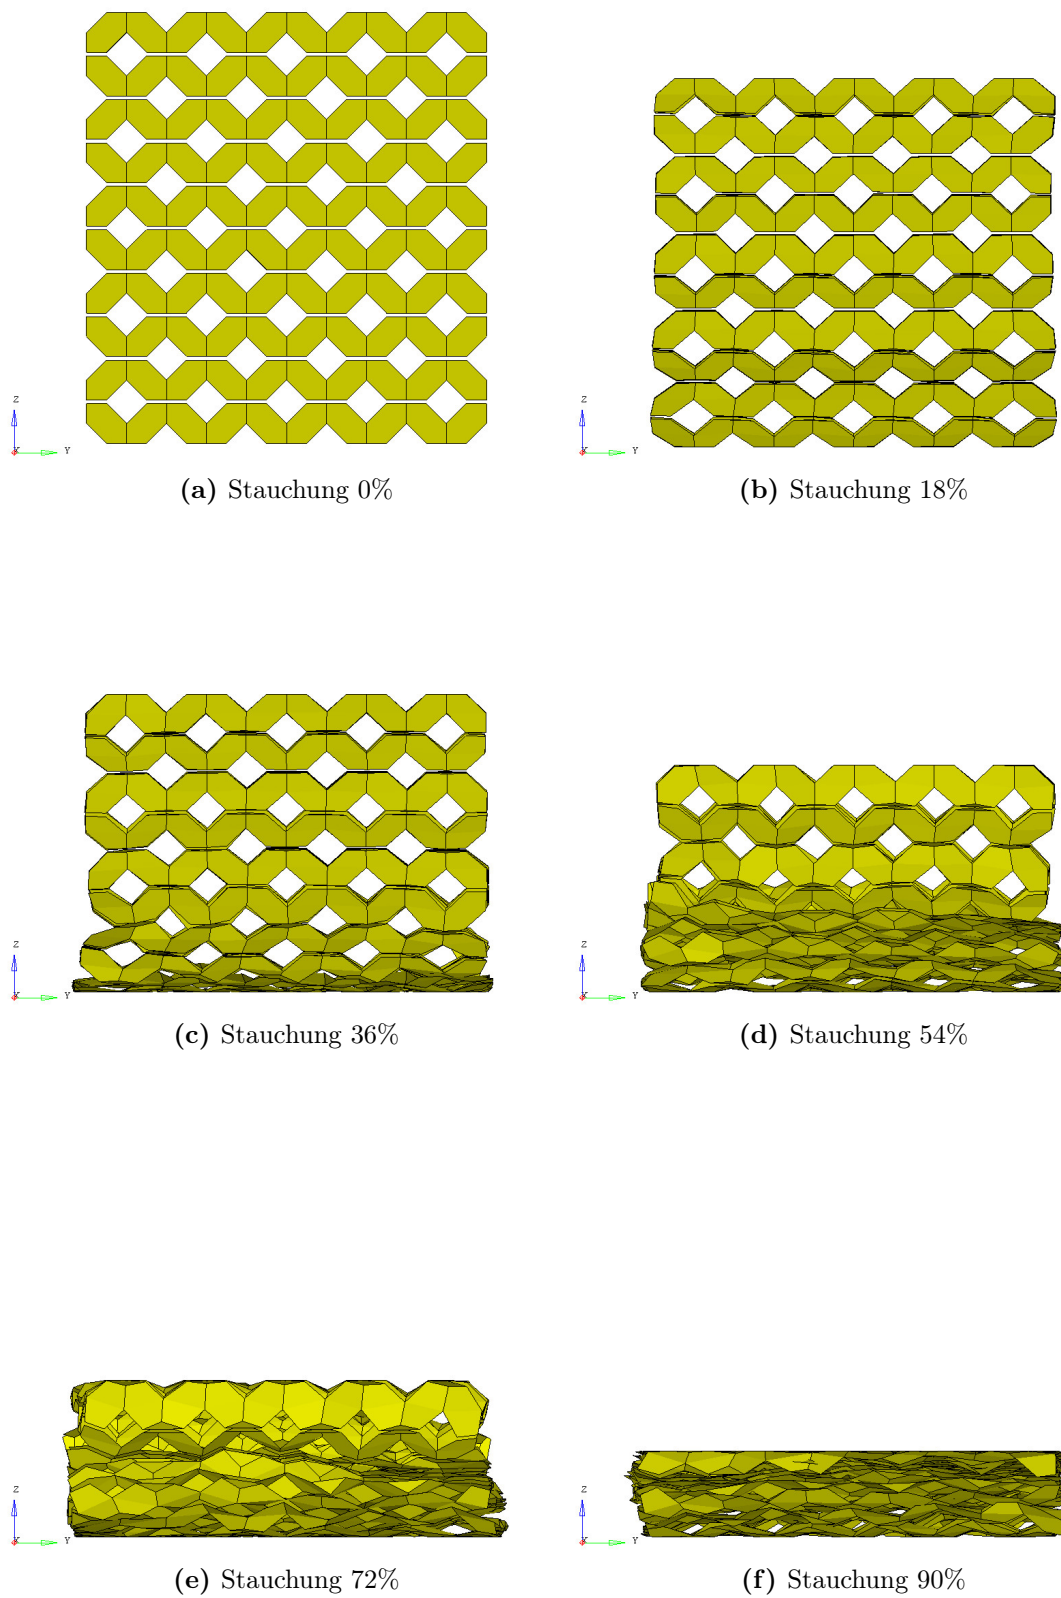 Z
X Y
(a) Stauchung 0%
Z
X Y
(b) Stauchung 18%
Z
X Y
(c) Stauchung 36%
Z
X Y
(d) Stauchung 54%
Z
X Y
(e) Stauchung 72%
Z
X Y
(f) Stauchung 90%